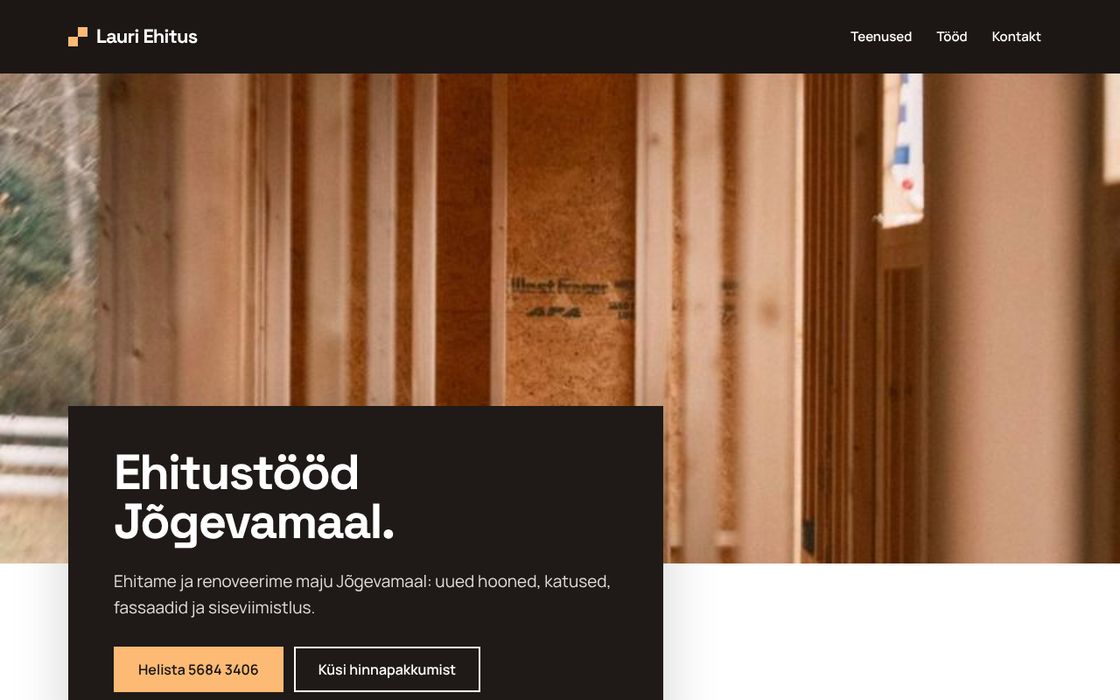 Lauri Ehitus
Teenused Tööd Kontakt
APA
Ehitustööd
Jõgevamaal.
Ehitame ja renoveerime maju Jõgevamaal: uued hooned, katused,
fassaadid ja siseviimistlus.
Helista 5684 3406 Küsi hinnapakkumist